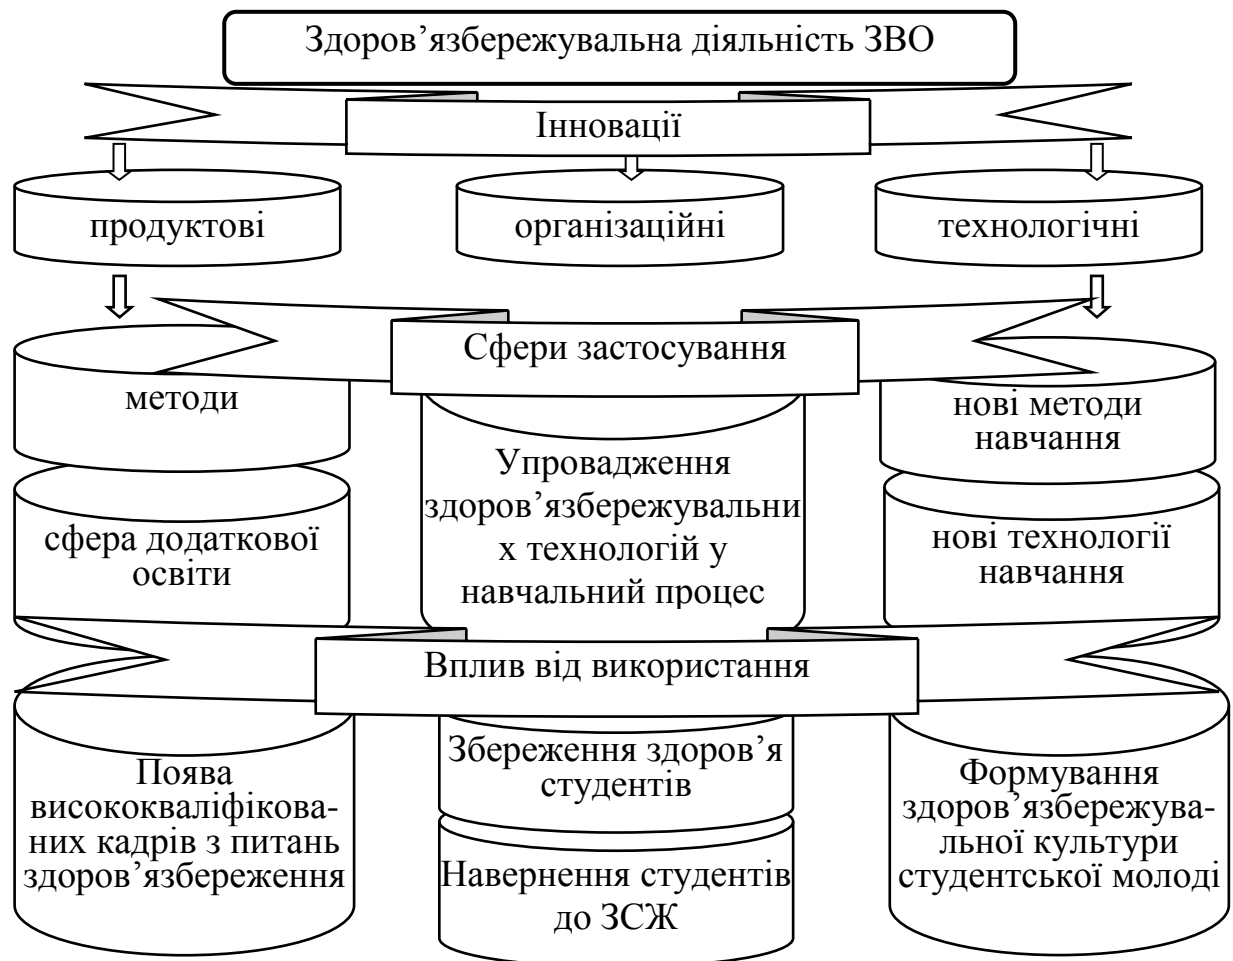 Здоров’язбережувальна діяльність ЗВО
Інновації
продуктові
організаційні
технологічні
Сфери застосування
методи
нові методи
навчання
Упровадження
здоров’язбережувальни
х технологій у
навчальний процес
сфера додаткової
освіти
нові технології
навчання
Вплив від використання
Поява
висококваліфікова-
них кадрів з питань
здоров’язбереження
Збереження здоров’я
студентів
Навернення студентів
до ЗСЖ
Формування
здоров’язбережува-
льної культури
студентської молоді